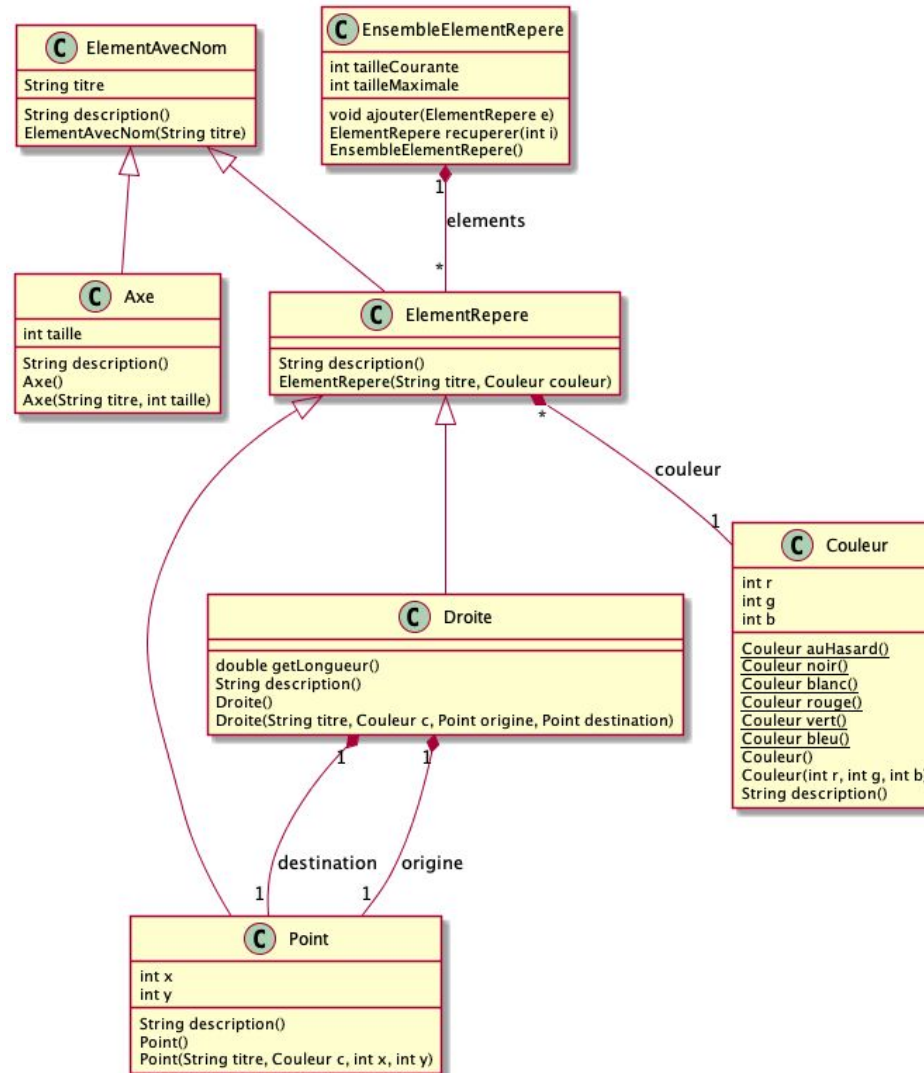 C ElementAvecNom
String titre
String description()
ElementAvecNom(String titre)
C EnsembleElementRepere
int tailleCourante
int tailleMaximale
void ajouter(ElementRepere e)
ElementRepere recuperer(int i)
EnsembleElementRepere()
1
elements
*
C Axe
int taille
String description()
Axe()
Axe(String titre, int taille)
C ElementRepere
String description()
ElementRepere(String titre, Couleur couleur)
*
couleur
1
C Couleur
int r
int g
int b
Couleur auHasard()
Couleur noir()
Couleur blanc()
Couleur rouge()
Couleur vert()
Couleur bleu()
Couleur()
Couleur(int r, int g, int b)
String description()
C Droite
double getLongueur()
String description()
Droite()
Droite(String titre, Couleur c, Point origine, Point destination)
1 1
destination origine
1 1
C Point
int x
int y
String description()
Point()
Point(String titre, Couleur c, int x, int y)